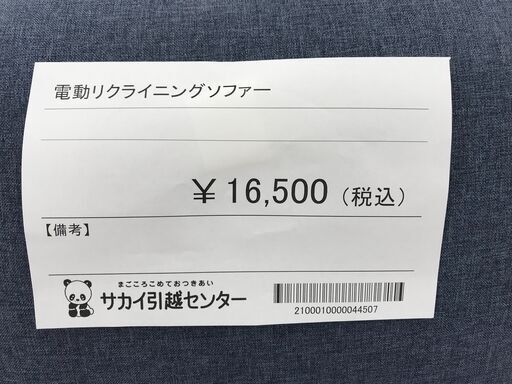 電動リクライニングソファー
￥16,500（税込）
【備考】
まごころこめておつきあい
サカイ引越センター
2100010000044507